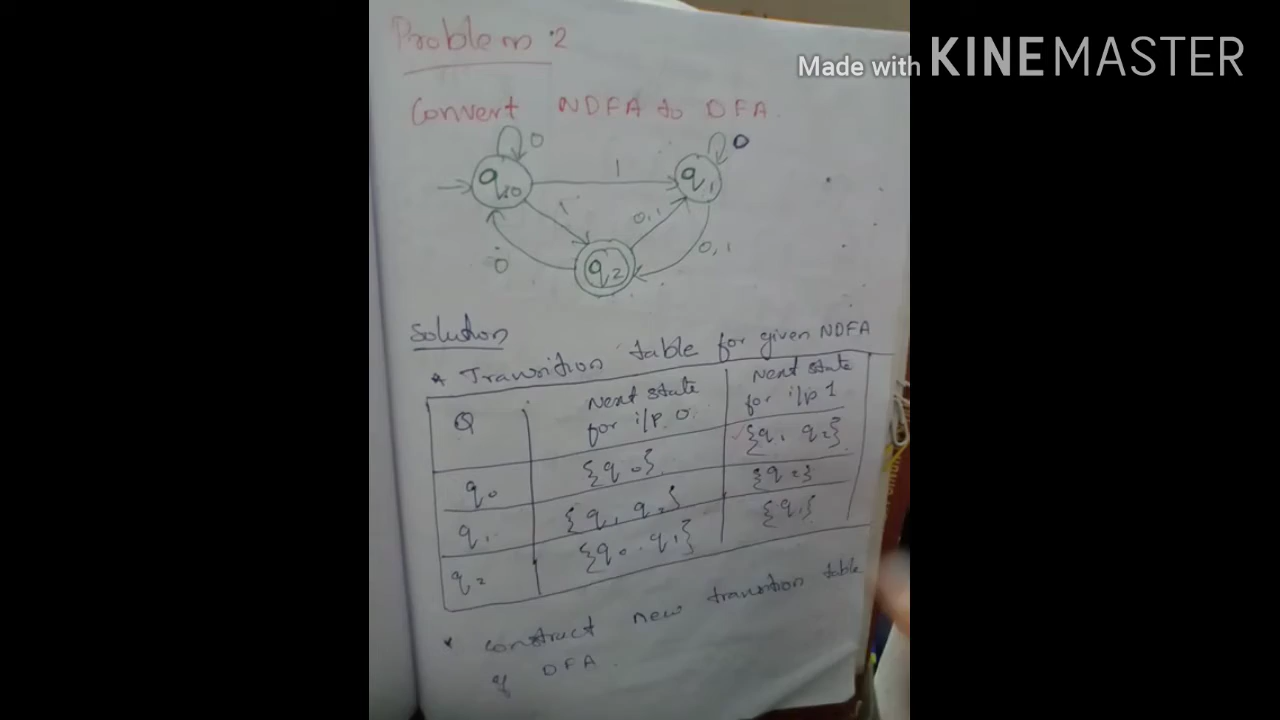 Problem 2
Made with KINEMASTER
Convert NDFA to DFA.
0
0
q0
1
q1
1
0,1
0
q2
0,1
Solution
* Transition table for given NDFA
Q
Next state
for i/p 0
Next state
for i/p 1
q0
{q0}
{q1 q2}
q1
{q1 q2}
{q2}
q2
{q0 q1}
{q1}
* construct new transition table
of DFA.